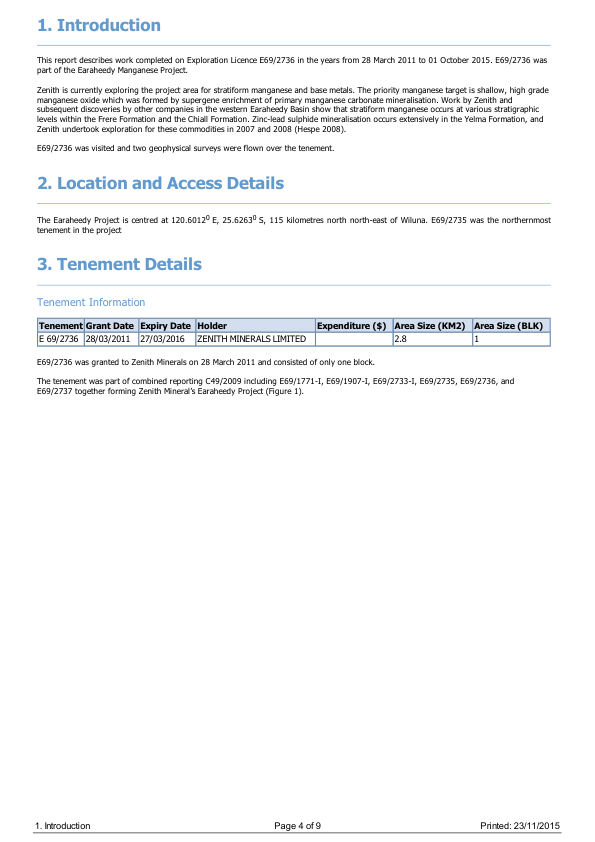 1. Introduction
This report describes work completed on Exploration Licence E69/2736 in the years from 28 March 2011 to 01 October 2015. E69/2736 was
part of the Earaheedy Manganese Project.
Zenith is currently exploring the project area for stratiform manganese and base metals. The priority manganese target is shallow, high grade
manganese oxide which was formed by supergene enrichment of primary manganese carbonate mineralisation. Work by Zenith and
subsequent discoveries by other companies in the western Earaheedy Basin show that stratiform manganese occurs at various stratigraphic
levels within the Frere Formation and the Chiall Formation. Zinc-lead sulphide mineralisation occurs extensively in the Yelma Formation, and
Zenith undertook exploration for these commodities in 2007 and 2008 (Hespe 2008).
E69/2736 was visited and two geophysical surveys were flown over the tenement.
2. Location and Access Details
The Earaheedy Project is centred at 120.6012⁰ E, 25.6263⁰ S, 115 kilometres north north-east of Wiluna. E69/2735 was the northernmost
tenement in the project
3. Tenement Details
Tenement Information
Tenement Grant Date Expiry Date Holder Expenditure ($) Area Size (KM2) Area Size (BLK)
E 69/2736 28/03/2011 27/03/2016 ZENITH MINERALS LIMITED 2.8 1
E69/2736 was granted to Zenith Minerals on 28 March 2011 and consisted of only one block.
The tenement was part of combined reporting C49/2009 including E69/1771-I, E69/1907-I, E69/2733-I, E69/2735, E69/2736, and
E69/2737 together forming Zenith Mineral's Earaheedy Project (Figure 1).
1. Introduction Page 4 of 9 Printed: 23/11/2015